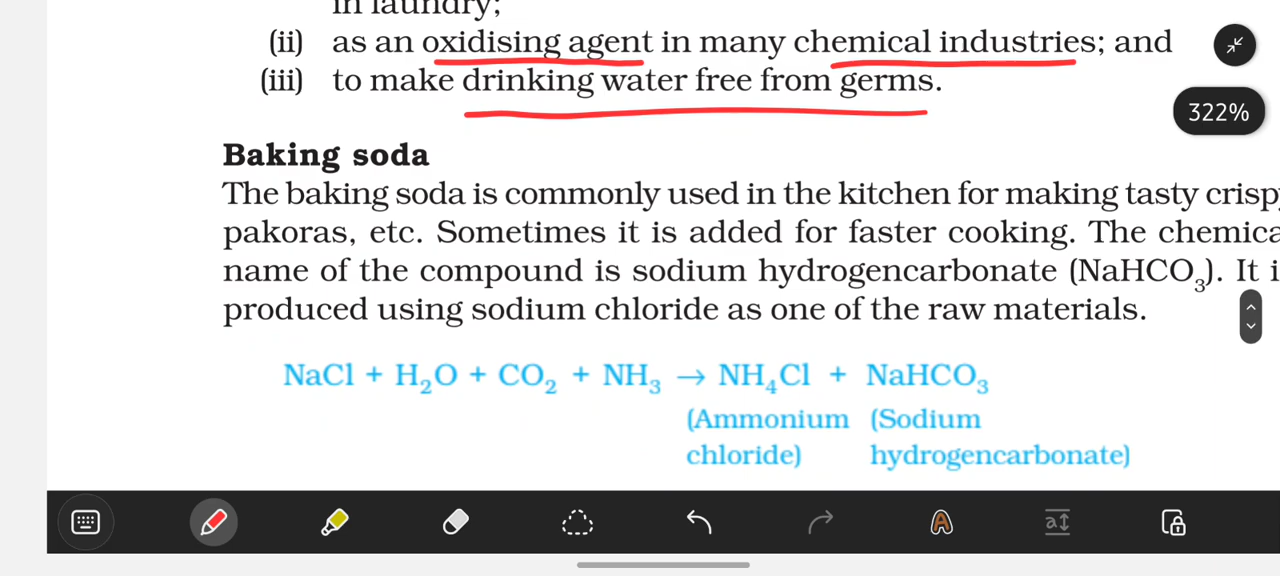 in laundry;
(ii) as an oxidising agent in many chemical industries; and
(iii) to make drinking water free from germs.
322%
Baking soda
The baking soda is commonly used in the kitchen for making tasty crisp
pakoras, etc. Sometimes it is added for faster cooking. The chemica
name of the compound is sodium hydrogencarbonate (NaHCO₃). It i
produced using sodium chloride as one of the raw materials.
NaCl + H₂O + CO₂ + NH₃ → NH₄Cl + NaHCO₃
(Ammonium (Sodium
chloride) hydrogencarbonate)
A
a